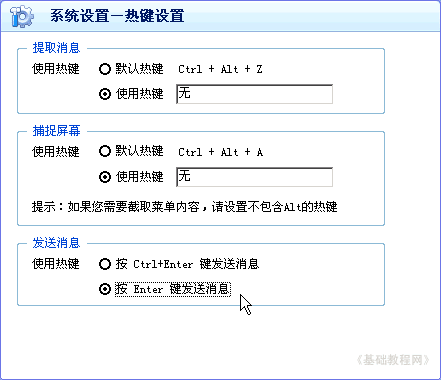 系统设置－热键设置
提取消息
使用热键 默认热键 Ctrl + Alt + Z
使用热键 无
捕捉屏幕
使用热键 默认热键 Ctrl + Alt + A
使用热键 无
提示：如果您需要截取菜单内容，请设置不包含Alt的热键
发送消息
使用热键 按 Ctrl+Enter 键发送消息
按 Enter 键发送消息
《基础教程网》